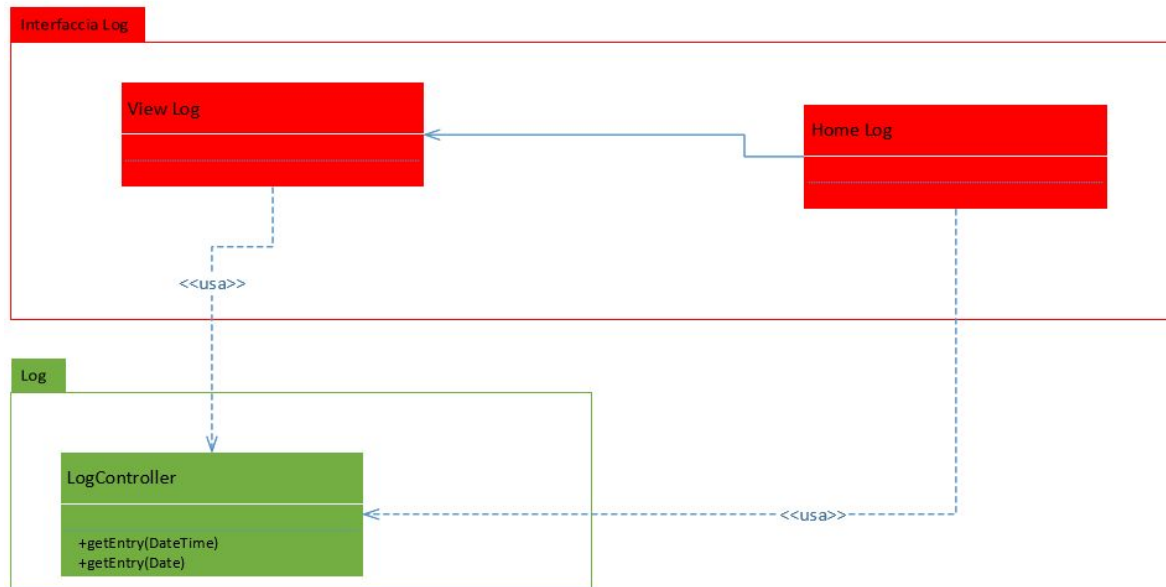 Interfaccia Log
View Log
Home Log
<<usa>>
Log
LogController
<<usa>>
+getEntry(DateTime)
+getEntry(Date)